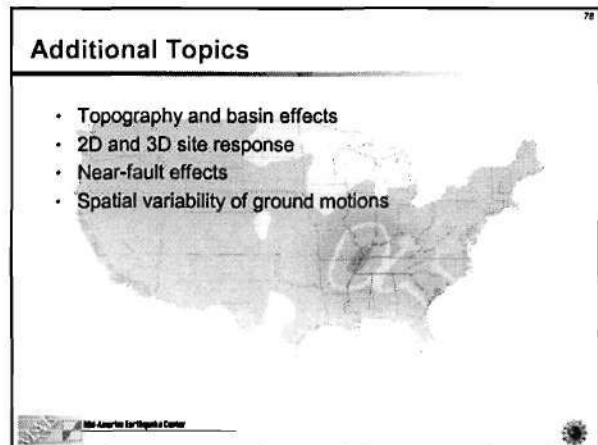 78
Additional Topics
• Topography and basin effects
• 2D and 3D site response
• Near-fault effects
• Spatial variability of ground motions
Mid-America Earthquake Center